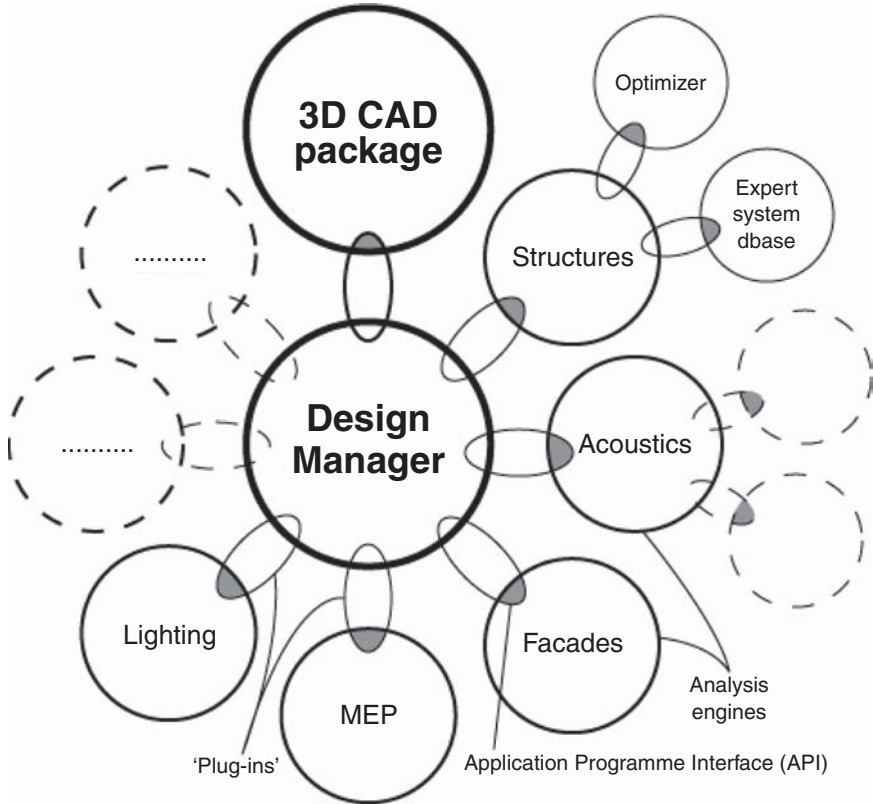 3D CAD
package
Optimizer
Expert
system
dbase
Structures
..........
Design
Manager
..........
Acoustics
Lighting
MEP
Facades
Analysis
engines
'Plug-ins'
Application Programme Interface (API)